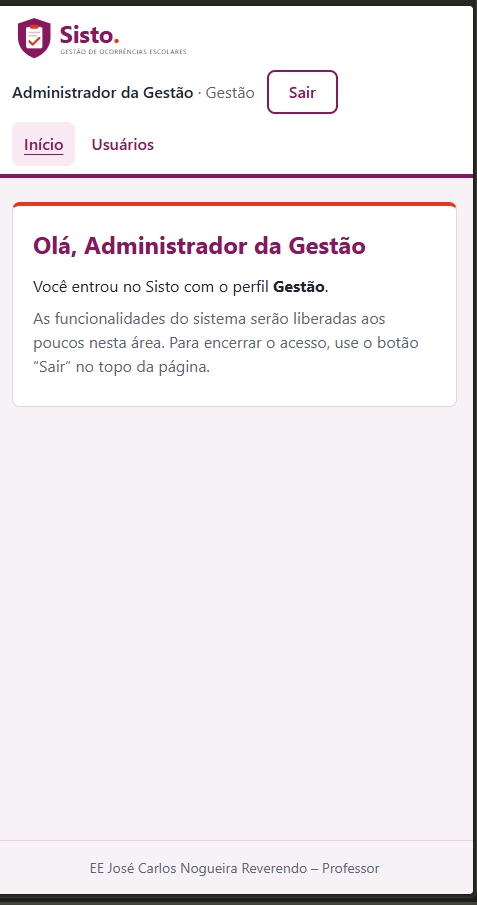 Sisto.
GESTÃO DE OCORRÊNCIAS ESCOLARES
Administrador da Gestão · Gestão
Sair
Início
Usuários
Olá, Administrador da Gestão
Você entrou no Sisto com o perfil Gestão.
As funcionalidades do sistema serão liberadas aos
poucos nesta área. Para encerrar o acesso, use o botão
“Sair” no topo da página.
EE José Carlos Nogueira Reverendo – Professor